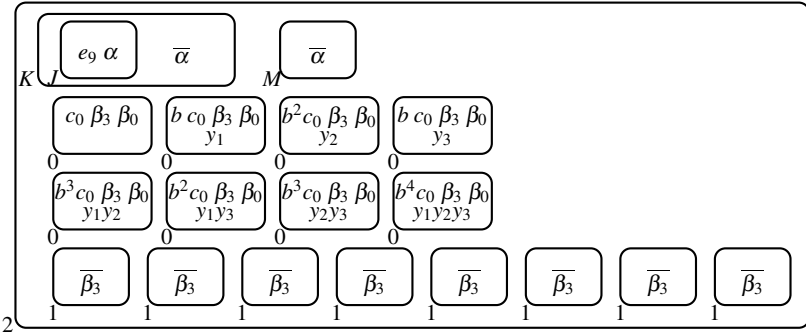 e₉ α α̅ α̅
K J M
c₀ β₃ β₀ b c₀ β₃ β₀ b²c₀ β₃ β₀ b c₀ β₃ β₀
y₁ y₂ y₃
0 0 0 0
b³c₀ β₃ β₀ b²c₀ β₃ β₀ b³c₀ β₃ β₀ b⁴c₀ β₃ β₀
y₁y₂ y₁y₃ y₂y₃ y₁y₂y₃
0 0 0 0
β̅₃̅ β̅₃̅ β̅₃̅ β̅₃̅ β̅₃̅ β̅₃̅ β̅₃̅ β̅₃̅
1 1 1 1 1 1 1 1
2